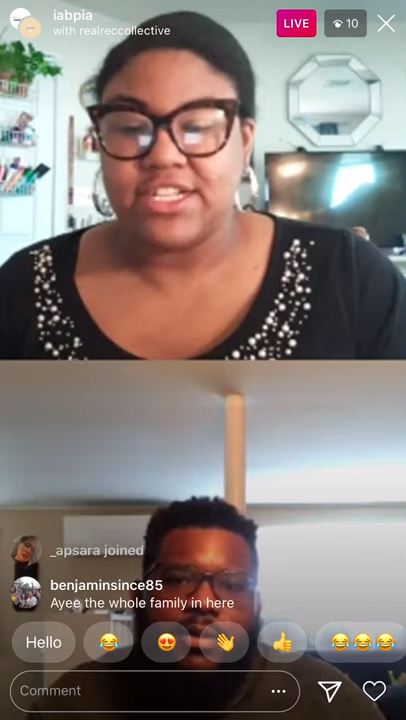 iabpia
with realreccollective
LIVE
10
_apsara joined
benjaminsince85
Ayee the whole family in here
Hello
Comment